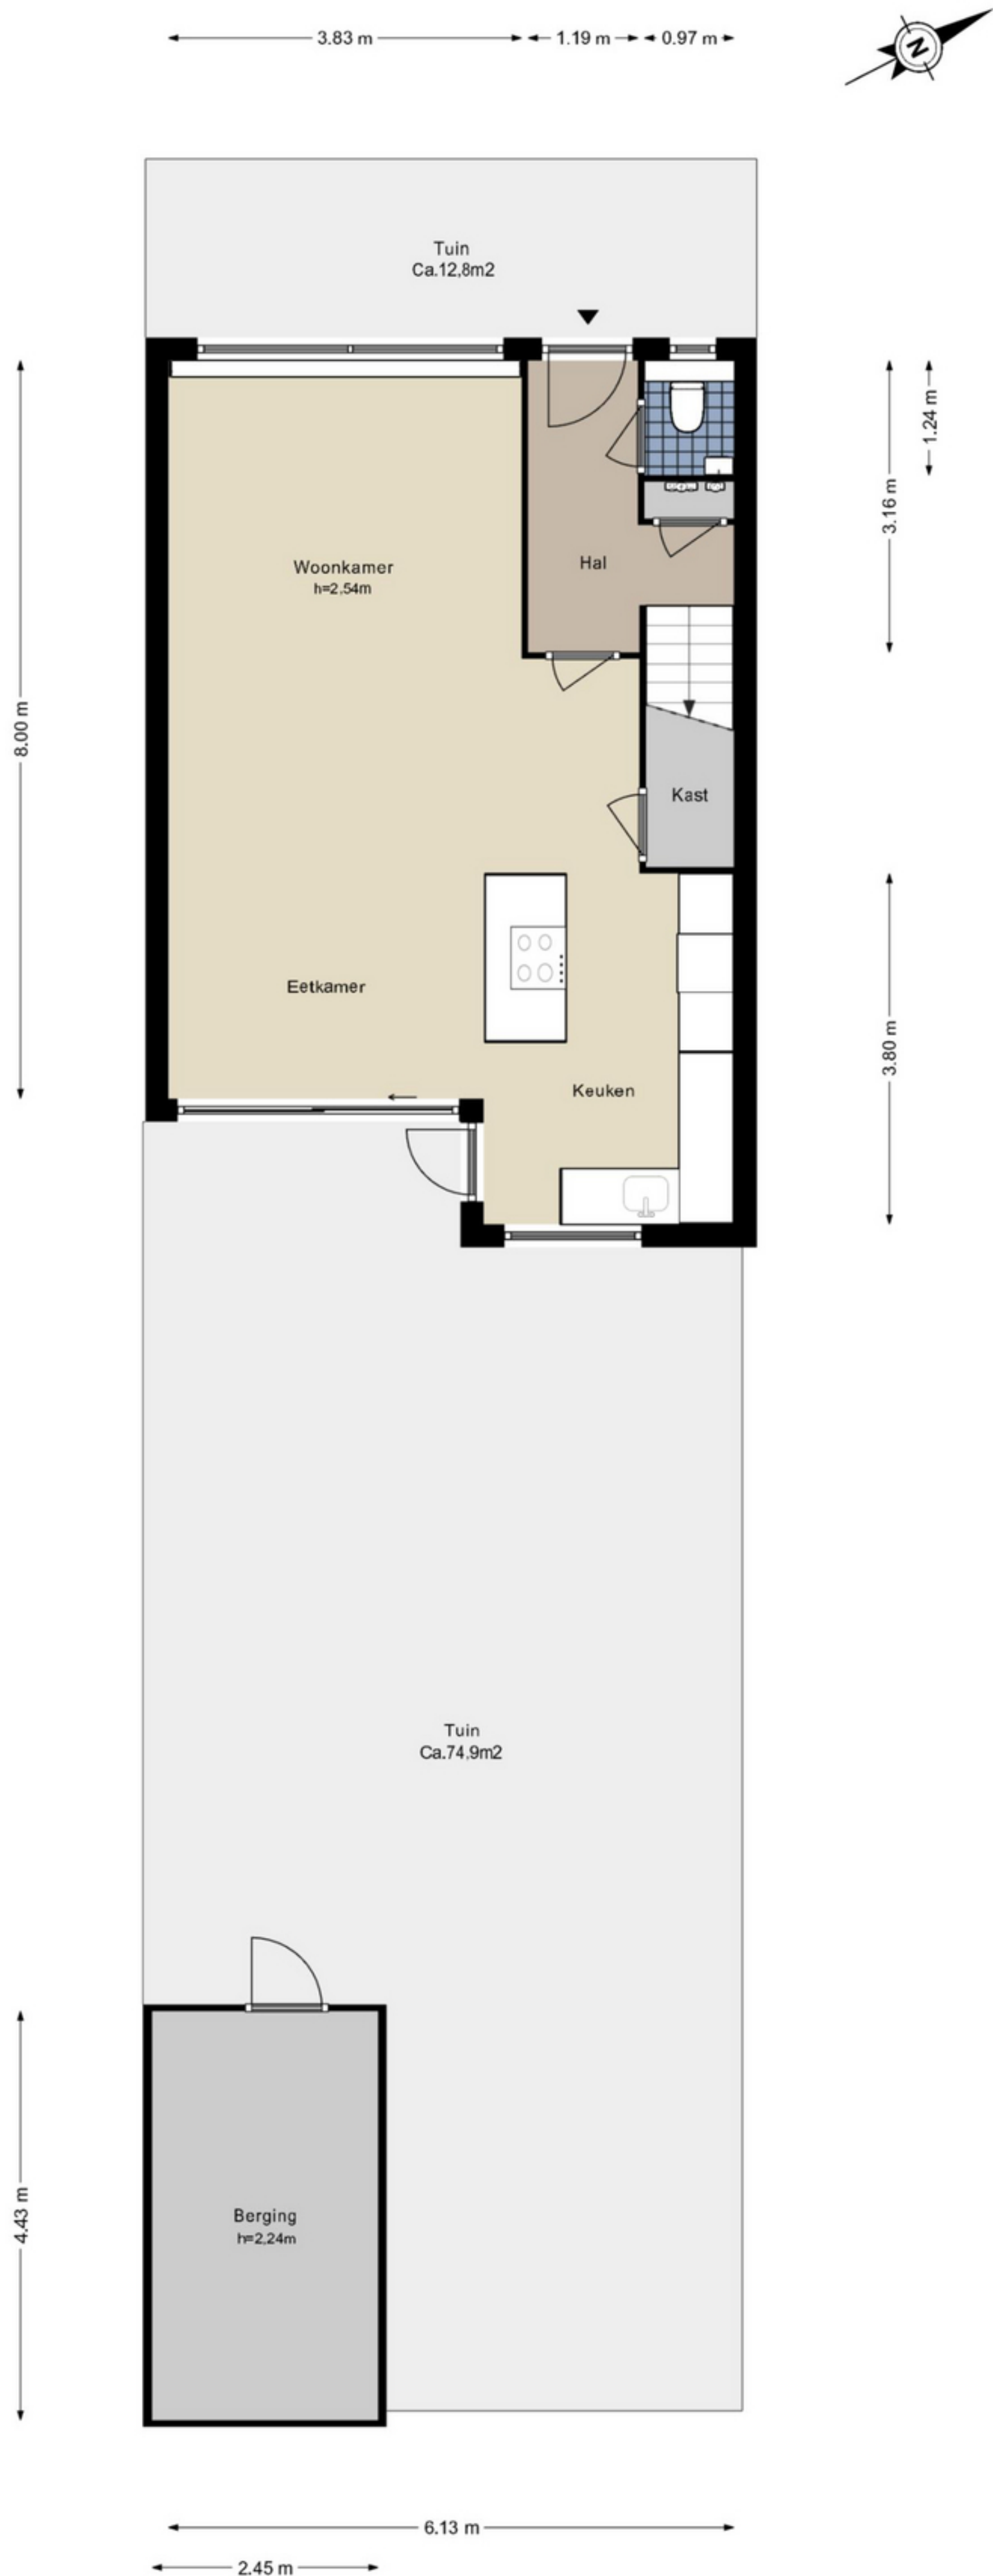 3.83 m
1.19 m
0.97 m
N
Tuin
Ca.12,8m2
1.24 m
3.16 m
Woonkamer
h=2.54m
Hal
8.00 m
Kast
Eetkamer
3.80 m
Keuken
Tuin
Ca.74,9m2
Berging
h=2,24m
4.43 m
6.13 m
2.45 m